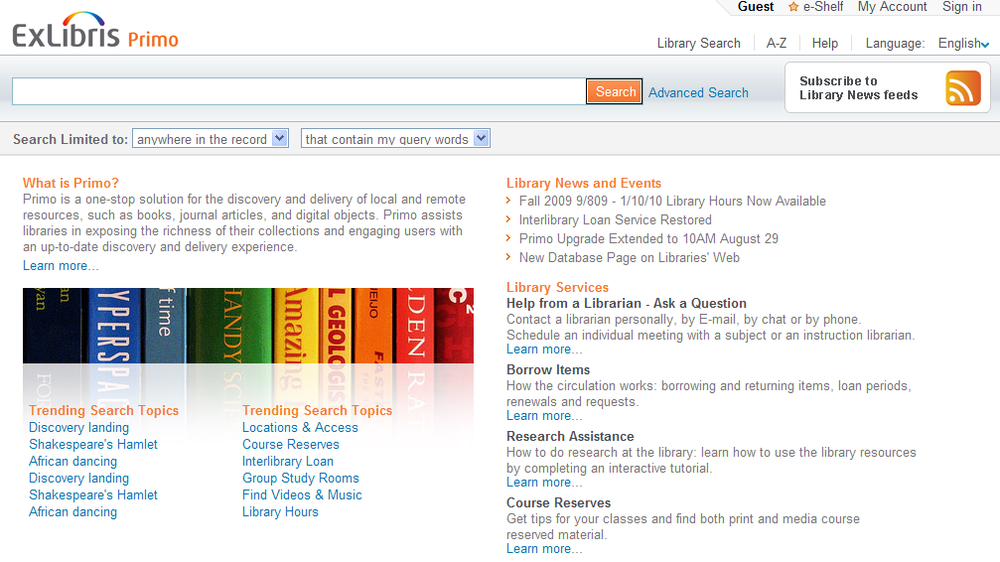 Guest e-Shelf My Account Sign in
ExLibris Primo
Library Search A-Z Help Language: English
Search Advanced Search
Subscribe to
Library News feeds
Search Limited to: anywhere in the record that contain my query words
What is Primo?
Primo is a one-stop solution for the discovery and delivery of local and remote
resources, such as books, journal articles, and digital objects. Primo assists
libraries in exposing the richness of their collections and engaging users with
an up-to-date discovery and delivery experience.
Learn more...
YPERSPA
of time
HANDY SCI
Amazing
L GEOLOGIS
UEIJO
FAST
LDEN RA
Trending Search Topics
Discovery landing
Shakespeare's Hamlet
African dancing
Discovery landing
Shakespeare's Hamlet
African dancing
Trending Search Topics
Locations & Access
Course Reserves
Interlibrary Loan
Group Study Rooms
Find Videos & Music
Library Hours
Library News and Events
Fall 2009 9/809 - 1/10/10 Library Hours Now Available
Interlibrary Loan Service Restored
Primo Upgrade Extended to 10AM August 29
New Database Page on Libraries' Web
Library Services
Help from a Librarian - Ask a Question
Contact a librarian personally, by E-mail, by chat or by phone.
Schedule an individual meeting with a subject or an instruction librarian.
Learn more...
Borrow Items
How the circulation works: borrowing and returning items, loan periods,
renewals and requests.
Learn more...
Research Assistance
How to do research at the library: learn how to use the library resources
by completing an interactive tutorial.
Learn more...
Course Reserves
Get tips for your classes and find both print and media course
reserved material.
Learn more...